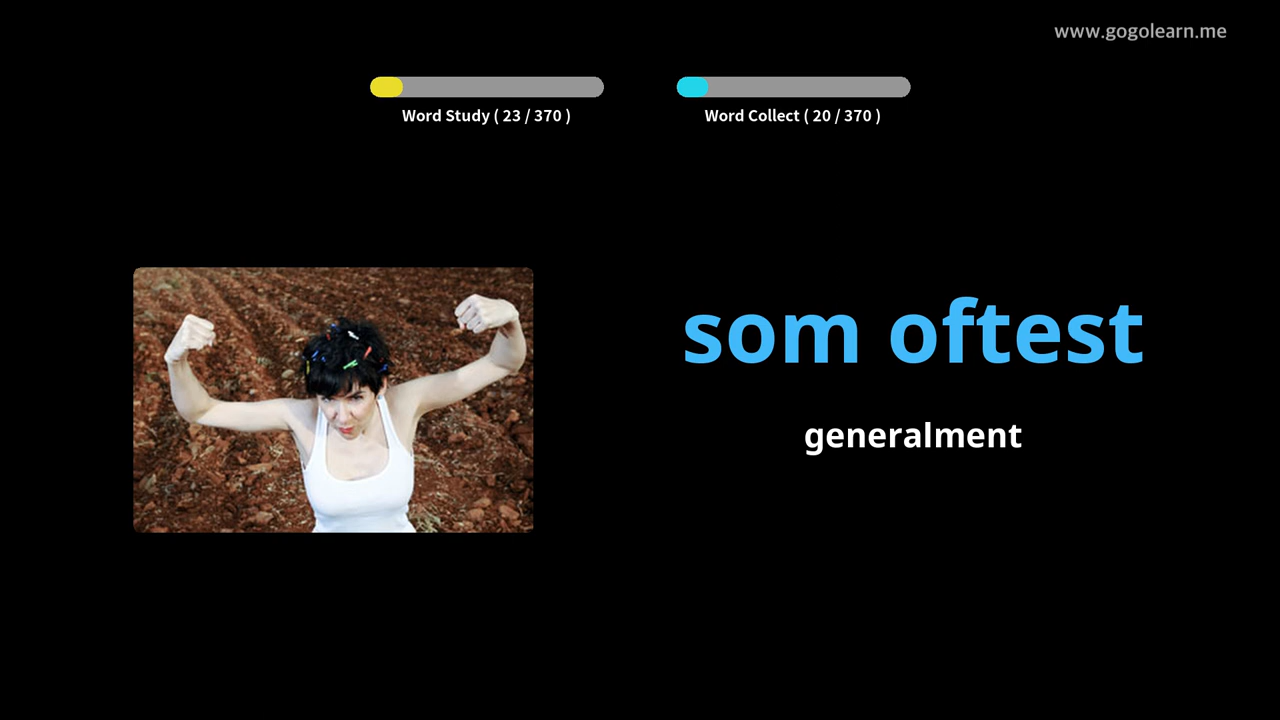 www.gogolearn.me
Word Study ( 23 / 370 )
Word Collect ( 20 / 370 )
som oftest
generalment